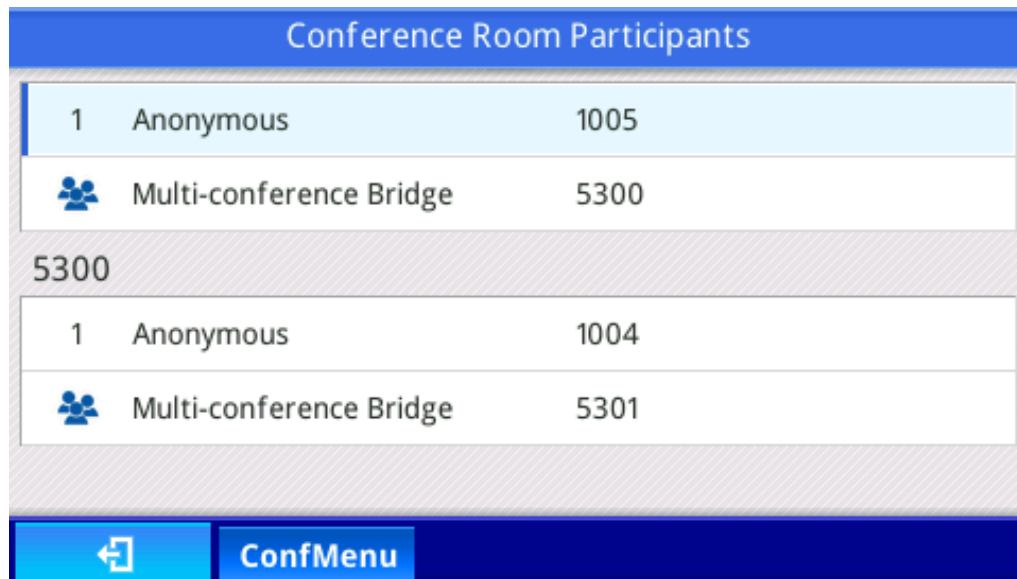 Conference Room Participants
1 Anonymous 1005
Multi-conference Bridge 5300
5300
1 Anonymous 1004
Multi-conference Bridge 5301
ConfMenu